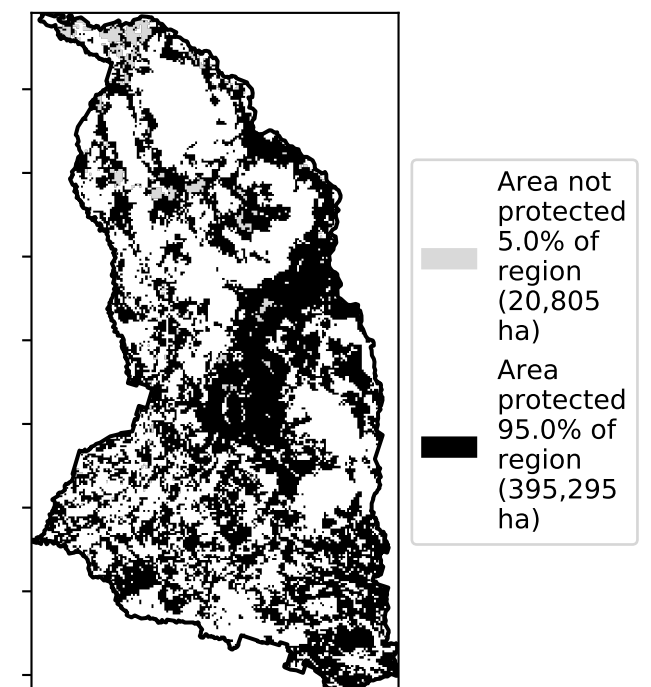 Area not
protected
5.0% of
region
(20,805
ha)
Area
protected
95.0% of
region
(395,295
ha)